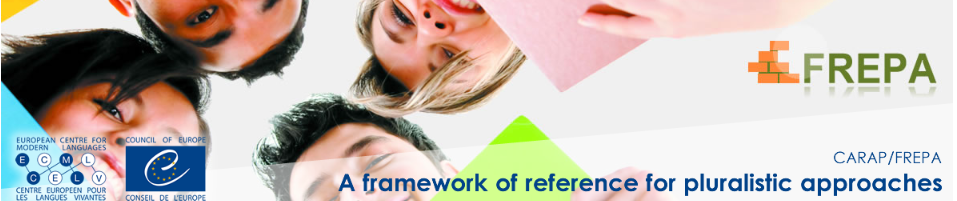 FREPA
EUROPEAN CENTRE FOR
MODERN LANGUAGES
E C M L
C E L V
CENTRE EUROPEEN POUR
LES LANGUES VIVANTES
COUNCIL OF EUROPE
CONSEIL DE L'EUROPE
CARAP/FREPA
A framework of reference for pluralistic approaches